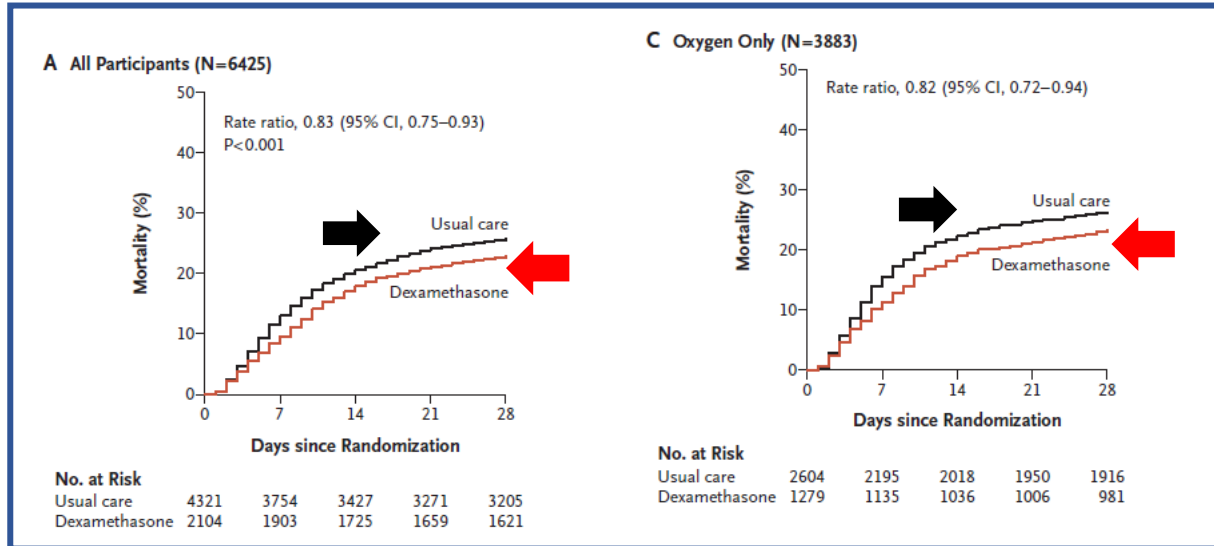 A All Participants (N=6425)
50
40
30
20
10
0
Mortality (%)
Rate ratio, 0.83 (95% CI, 0.75–0.93)
P<0.001
Usual care
Dexamethasone
0 7 14 21 28
Days since Randomization
No. at Risk
Usual care 4321 3754 3427 3271 3205
Dexamethasone 2104 1903 1725 1659 1621
C Oxygen Only (N=3883)
50
40
30
20
10
0
Mortality (%)
Rate ratio, 0.82 (95% CI, 0.72–0.94)
Usual care
Dexamethasone
0 7 14 21 28
Days since Randomization
No. at Risk
Usual care 2604 2195 2018 1950 1916
Dexamethasone 1279 1135 1036 1006 981